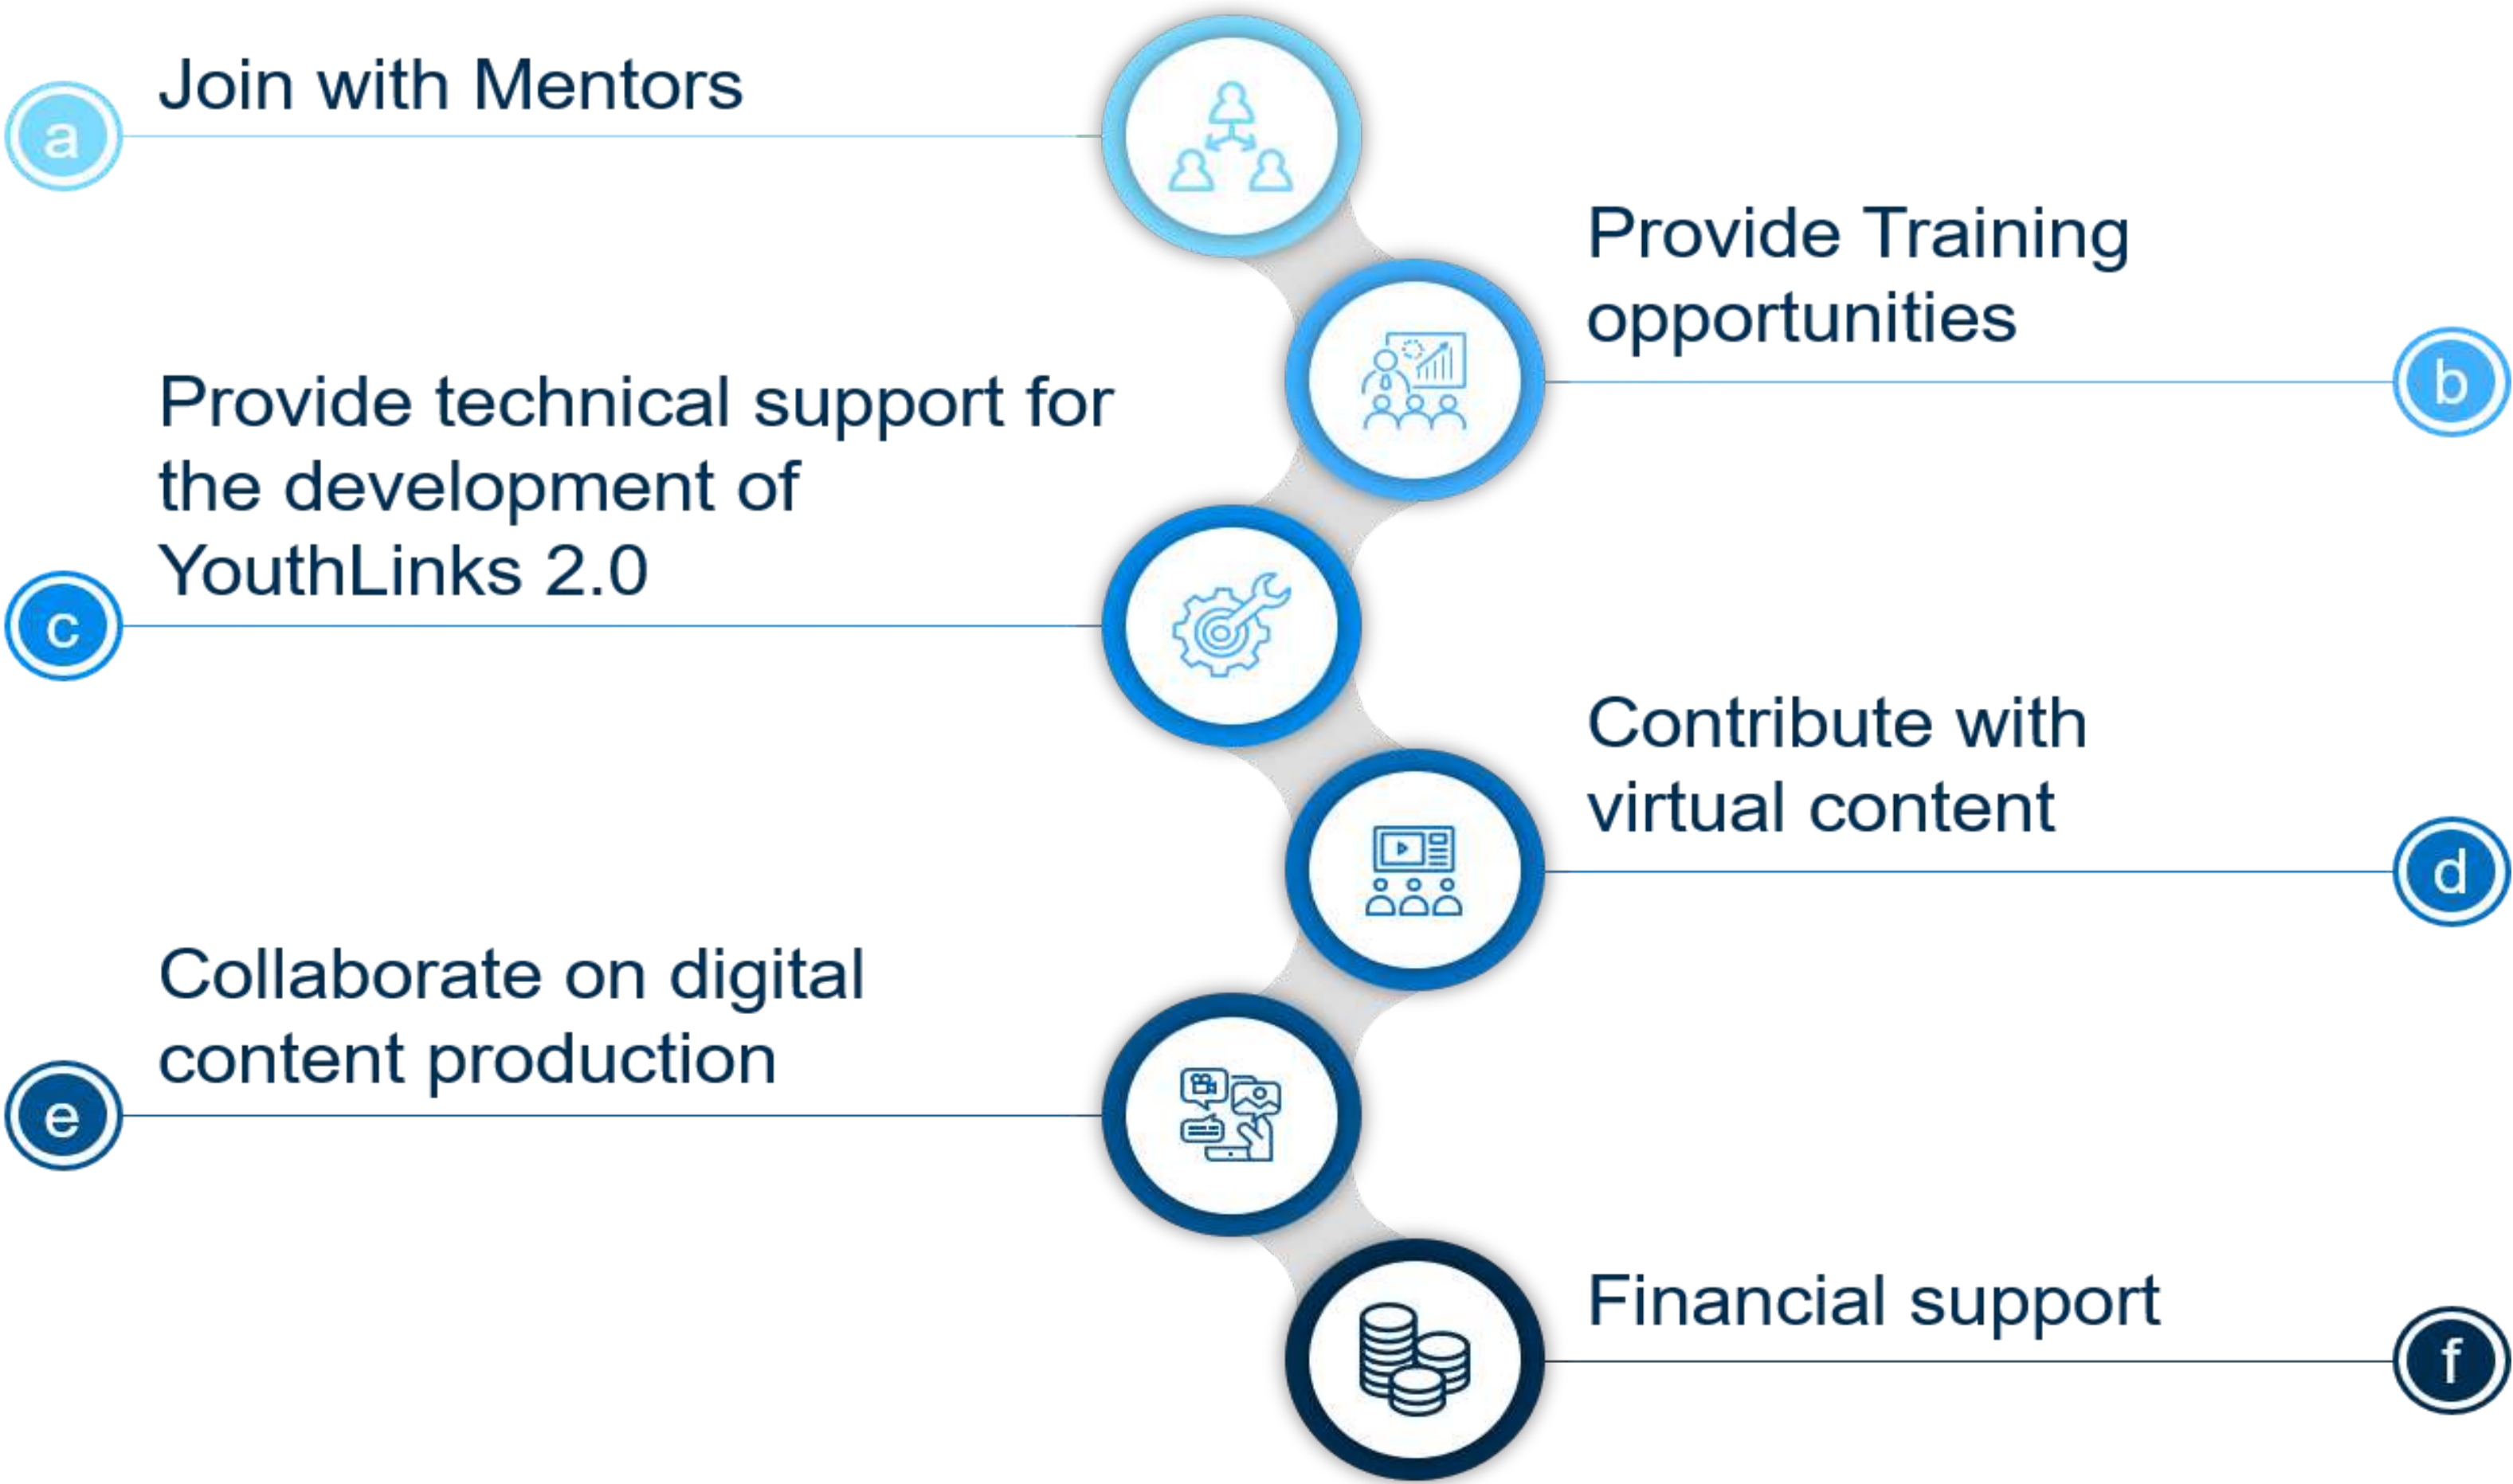 a
Join with Mentors
Provide Training
opportunities
b
Provide technical support for
the development of
YouthLinks 2.0
c
Contribute with
virtual content
d
Collaborate on digital
content production
e
Financial support
f